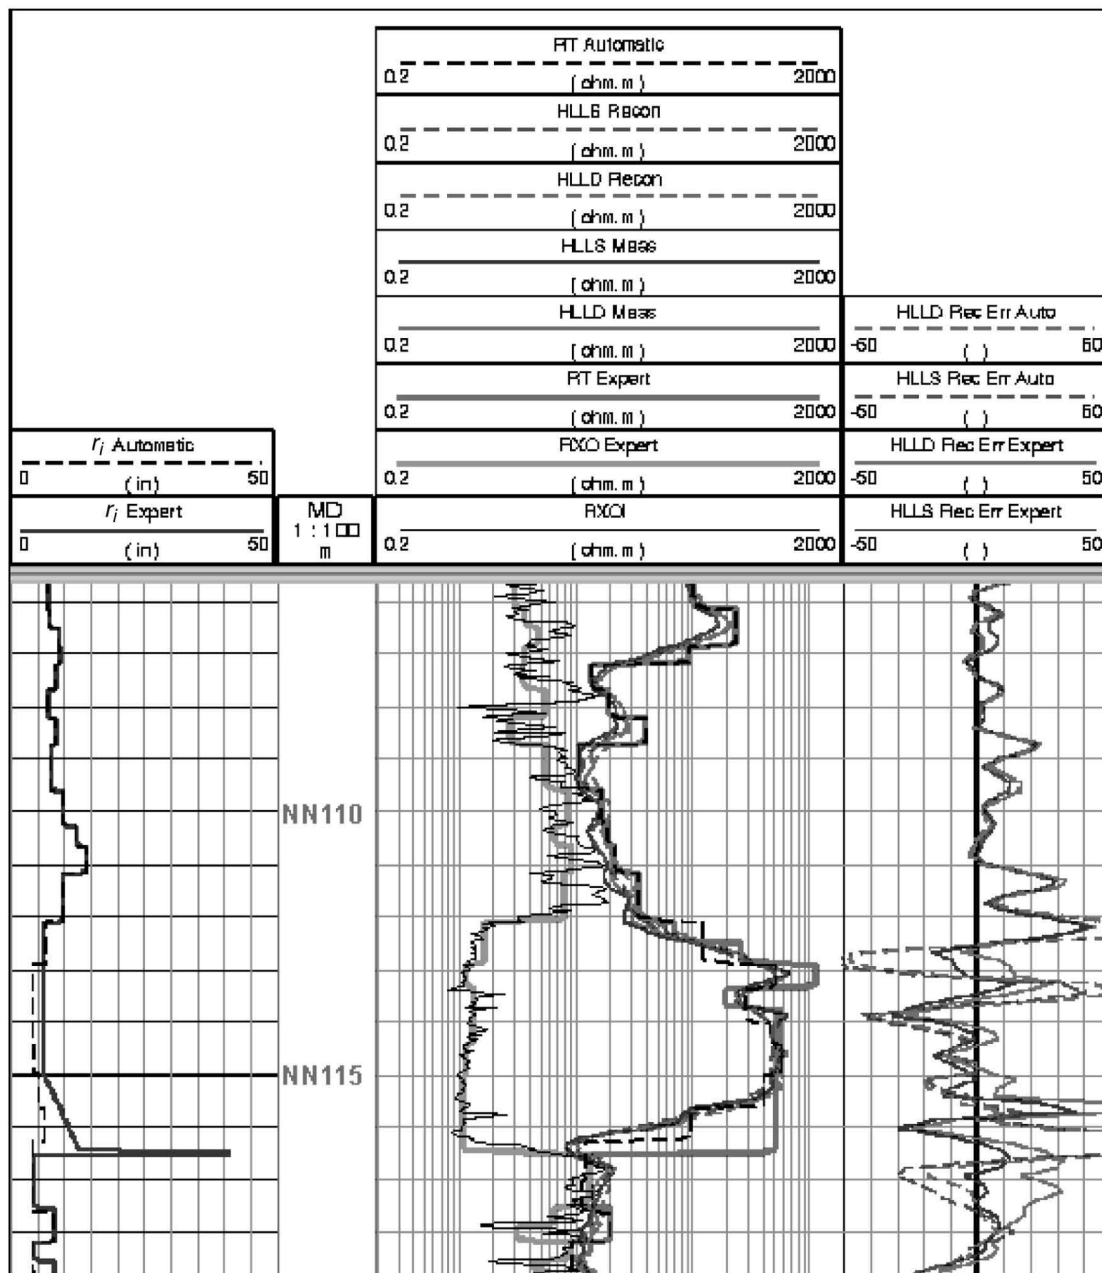 RT Automatic
0.2 (ohm.m) 2000
HLLS Recon
0.2 (ohm.m) 2000
HLLD Recon
0.2 (ohm.m) 2000
HLLS Meas
0.2 (ohm.m) 2000
HLLD Meas
0.2 (ohm.m) 2000
HLLD Rec Err Auto
-50 ( ) 50
RT Expert
0.2 (ohm.m) 2000
HLLS Rec Err Auto
-50 ( ) 50
ri Automatic
0 (in) 50
RXO Expert
0.2 (ohm.m) 2000
HLLD Rec Err Expert
-50 ( ) 50
ri Expert
0 (in) 50
MD
1 : 100
m
RXOI
0.2 (ohm.m) 2000
HLLS Rec Err Expert
-50 ( ) 50
NN110
NN115